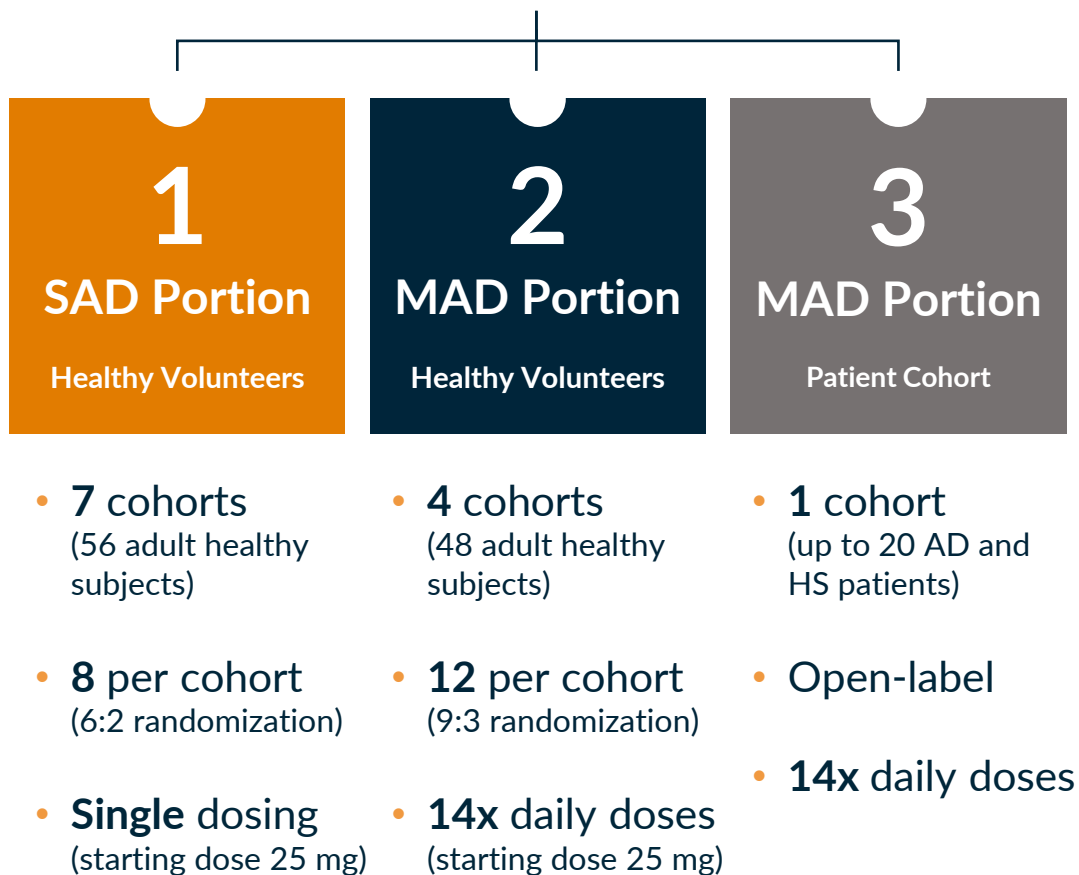 1
SAD Portion
Healthy Volunteers
• 7 cohorts
(56 adult healthy
subjects)
• 8 per cohort
(6:2 randomization)
• Single dosing
(starting dose 25 mg)
2
MAD Portion
Healthy Volunteers
• 4 cohorts
(48 adult healthy
subjects)
• 12 per cohort
(9:3 randomization)
• 14x daily doses
(starting dose 25 mg)
3
MAD Portion
Patient Cohort
• 1 cohort
(up to 20 AD and
HS patients)
• Open-label
• 14x daily doses